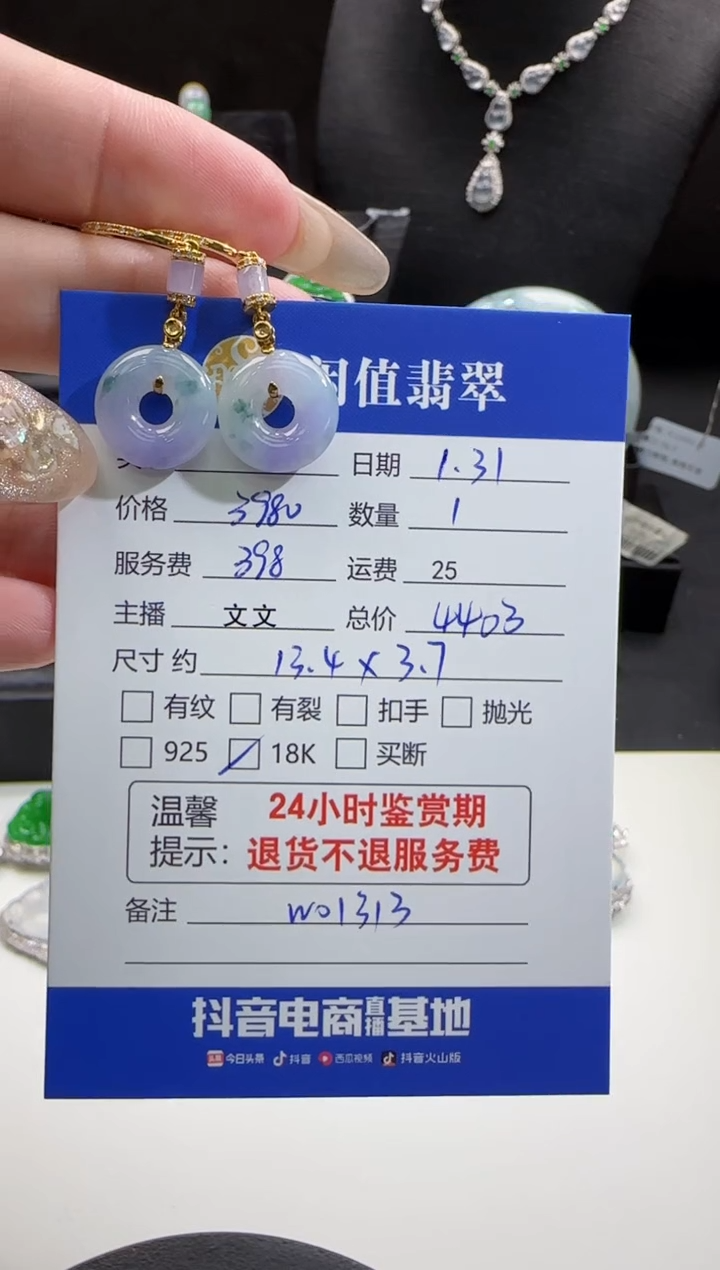 值翡翠
日期 1.31
价格 3980 数量 1
服务费 398 运费 25
主播 文文 总价 4403
尺寸 约 13.4 x 3.7
有纹 有裂 扣手 抛光
925 18K 买断
温馨 24小时鉴赏期
提示: 退货不退服务费
备注 W01313
抖音电商直播基地
头条 今日头条 抖音 西瓜视频 抖音火山版